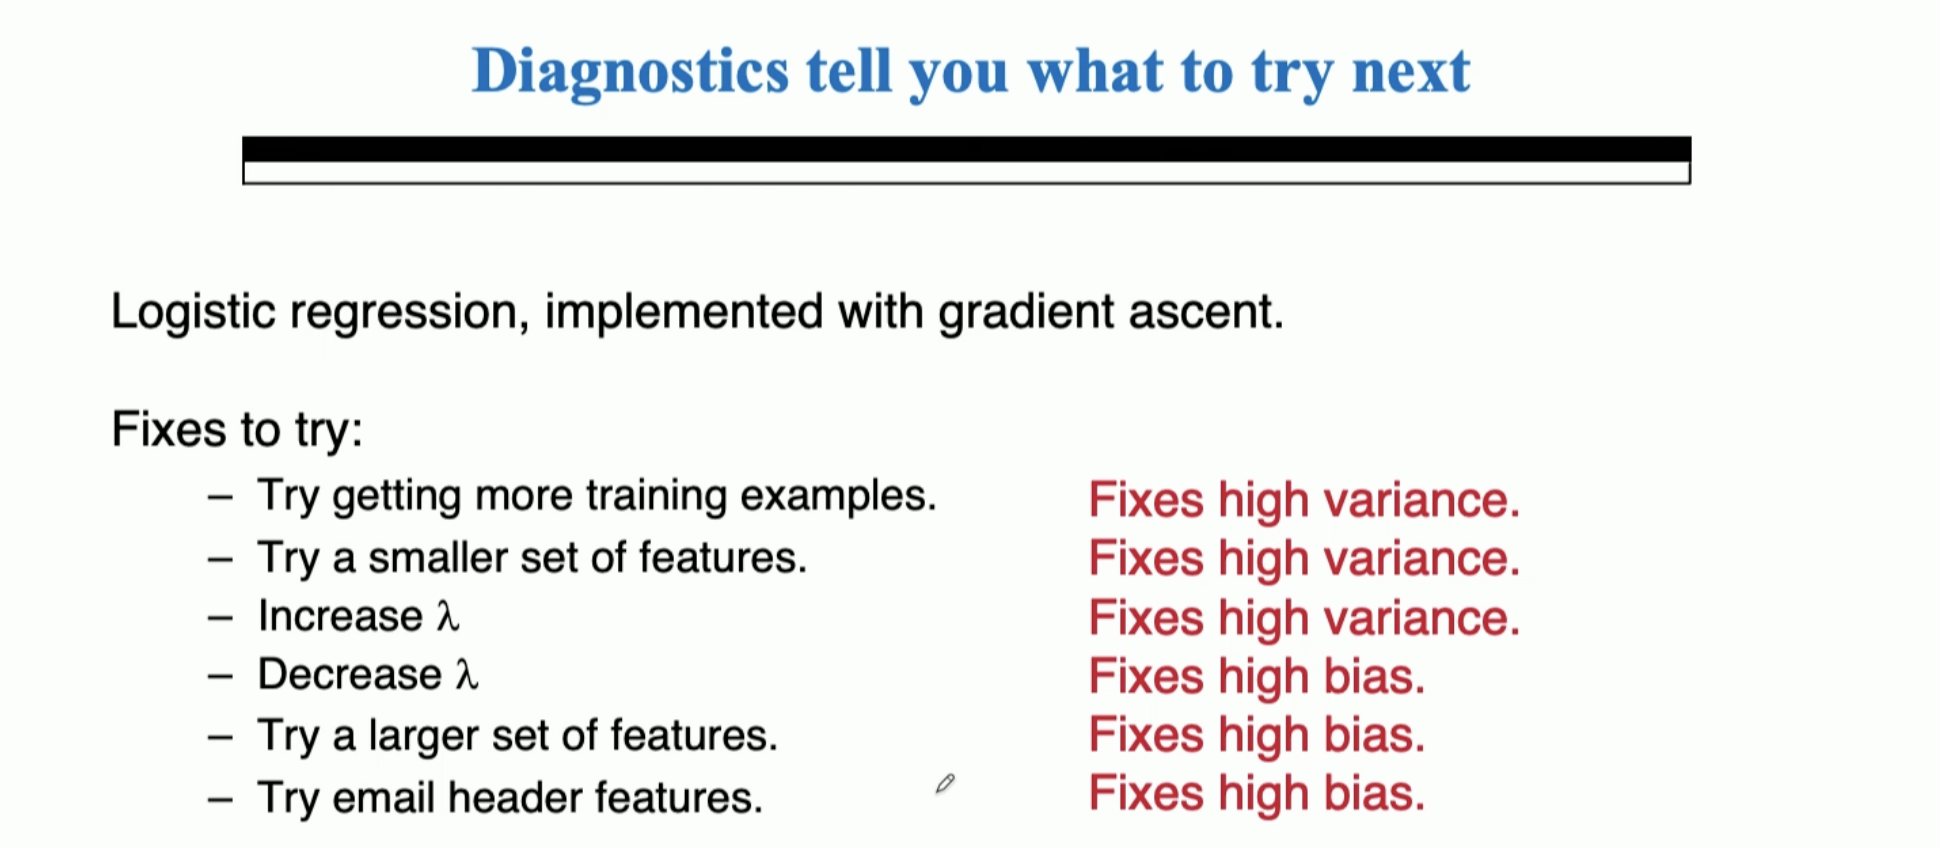 Diagnostics tell you what to try next
Logistic regression, implemented with gradient ascent.
Fixes to try:
– Try getting more training examples. Fixes high variance.
– Try a smaller set of features. Fixes high variance.
– Increase λ Fixes high variance.
– Decrease λ Fixes high bias.
– Try a larger set of features. Fixes high bias.
– Try email header features. Fixes high bias.